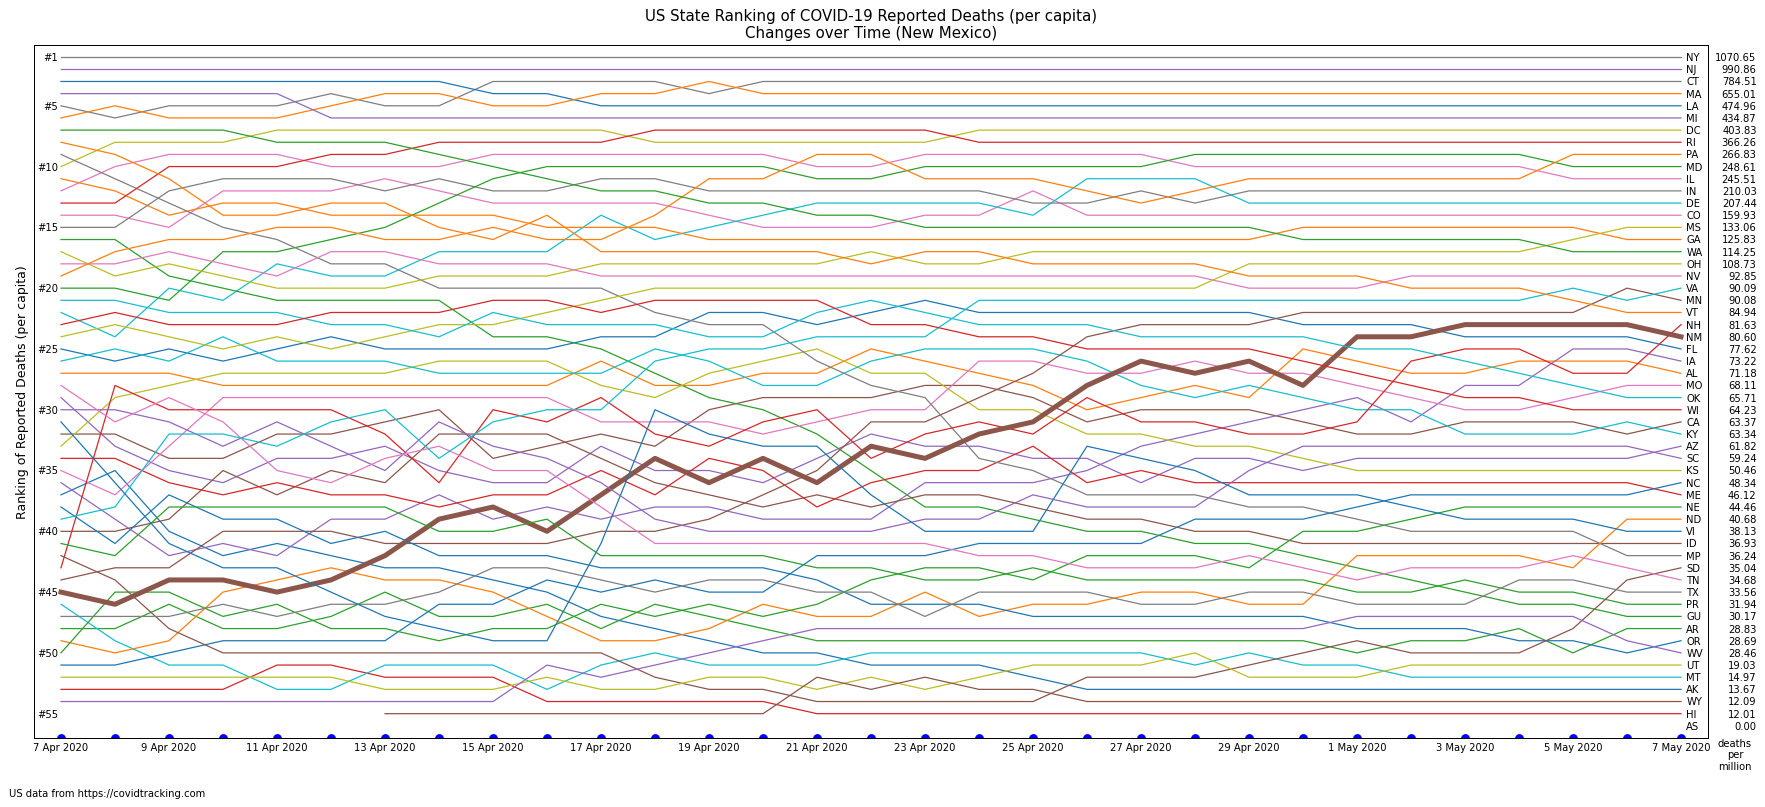 US State Ranking of COVID-19 Reported Deaths (per capita)
Changes over Time (New Mexico)
Ranking of Reported Deaths (per capita)
#1
#5
#10
#15
#20
#25
#30
#35
#40
#45
#50
#55
NY 1070.65
NJ 990.86
CT 784.51
MA 655.01
LA 474.96
MI 434.87
DC 403.83
RI 366.26
PA 266.83
MD 248.61
IL 245.51
IN 210.03
DE 207.44
CO 159.93
MS 133.06
GA 125.83
WA 114.25
OH 108.73
NV 92.85
VA 90.09
MN 90.08
VT 84.94
NH 81.63
NM 80.60
FL 77.62
IA 73.22
AL 71.18
MO 68.11
OK 65.71
WI 64.23
CA 63.37
KY 63.34
AZ 61.82
SC 59.24
KS 50.46
NC 48.34
ME 46.12
NE 44.46
ND 40.68
VI 38.13
ID 36.93
MP 36.24
SD 35.04
TN 34.68
TX 33.56
PR 31.94
GU 30.17
AR 28.83
OR 28.69
WV 28.46
UT 19.03
MT 14.97
AK 13.67
WY 12.09
HI 12.01
AS 0.00
7 Apr 2020 9 Apr 2020 11 Apr 2020 13 Apr 2020 15 Apr 2020 17 Apr 2020 19 Apr 2020 21 Apr 2020 23 Apr 2020 25 Apr 2020 27 Apr 2020 29 Apr 2020 1 May 2020 3 May 2020 5 May 2020 7 May 2020
deaths
per
million
US data from https://covidtracking.com